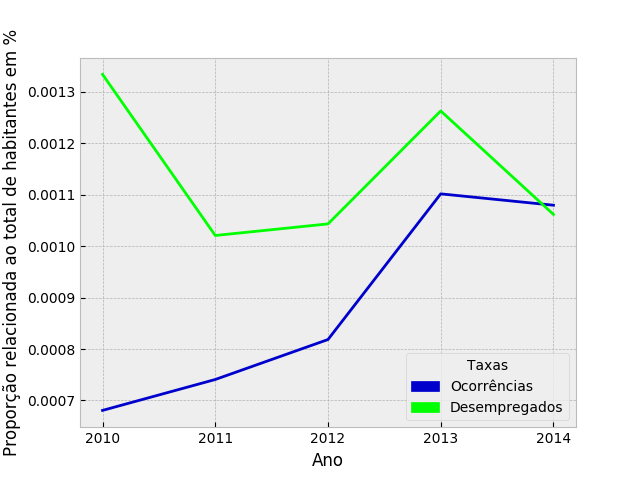 Proporção relacionada ao total de habitantes em %
0.0013
0.0012
0.0011
0.0010
0.0009
0.0008
0.0007
Taxas
Ocorrências
Desempregados
2010 2011 2012 2013 2014
Ano